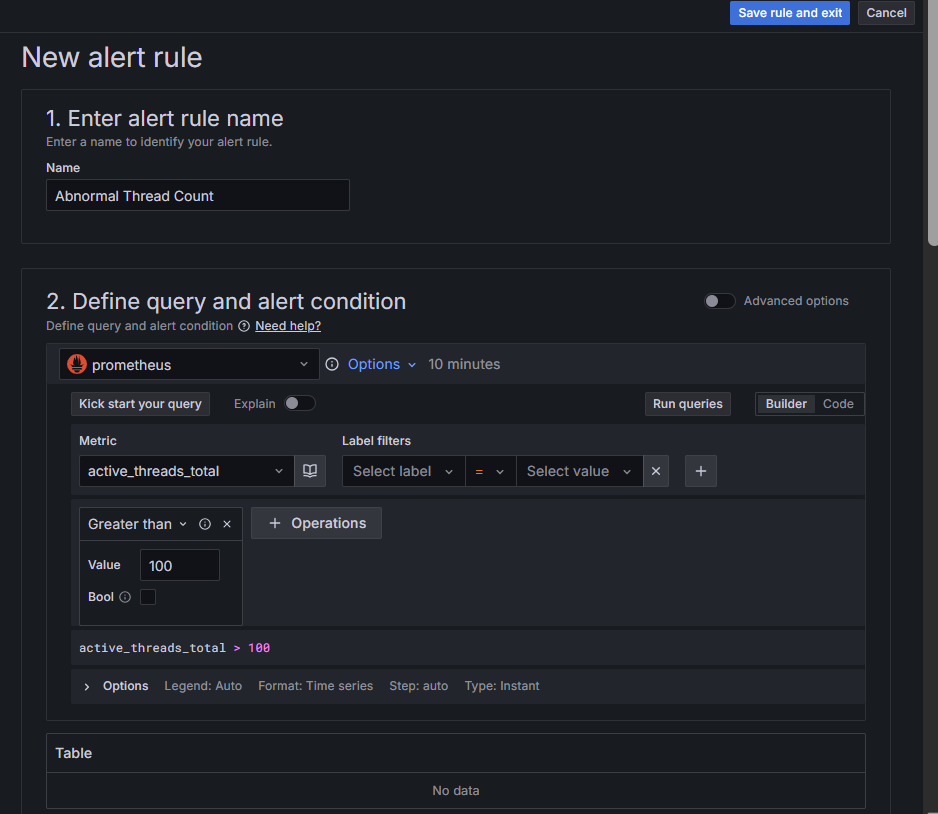 Save rule and exit Cancel
New alert rule
1. Enter alert rule name
Enter a name to identify your alert rule.
Name
Abnormal Thread Count
2. Define query and alert condition
Advanced options
Define query and alert condition Need help?
prometheus Options 10 minutes
Kick start your query Explain Run queries Builder Code
Metric Label filters
active_threads_total Select label = Select value
Greater than Operations
Value 100
Bool
active_threads_total > 100
Options Legend: Auto Format: Time series Step: auto Type: Instant
Table
No data